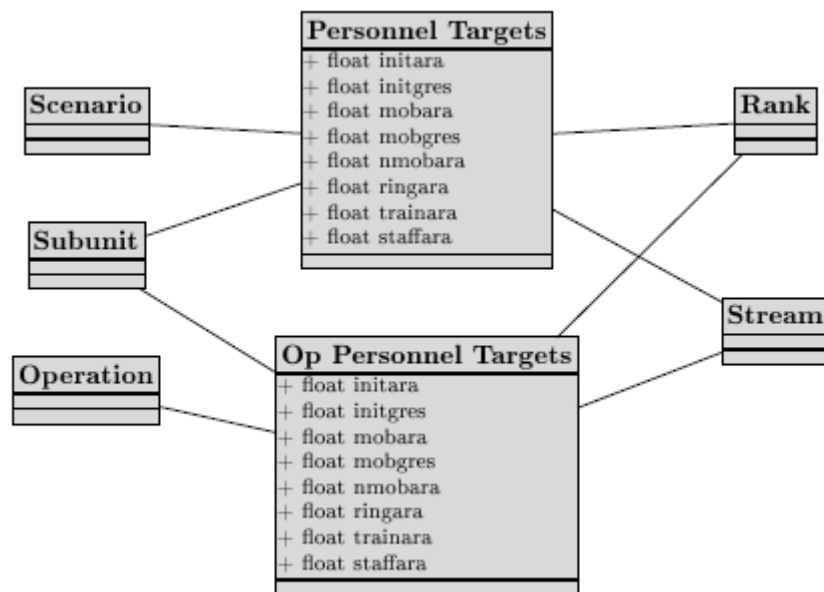 Personnel Targets
+ float initara
+ float initgres
+ float mobara
+ float mobgres
+ float nmobara
+ float ringara
+ float trainara
+ float staffara
Scenario
Rank
Subunit
Stream
Operation
Op Personnel Targets
+ float initara
+ float initgres
+ float mobara
+ float mobgres
+ float nmobara
+ float ringara
+ float trainara
+ float staffara